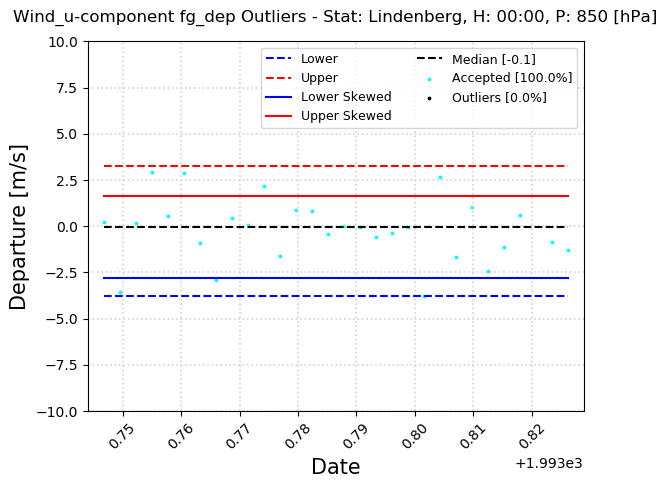 Wind_u-component fg_dep Outliers - Stat: Lindenberg, H: 00:00, P: 850 [hPa]
Departure [m/s]
10.0
7.5
5.0
2.5
0.0
−2.5
−5.0
−7.5
−10.0
Lower
Upper
Lower Skewed
Upper Skewed
Median [-0.1]
Accepted [100.0%]
Outliers [0.0%]
0.75
0.76
0.77
0.78
0.79
0.80
0.81
0.82
+1.993e3
Date